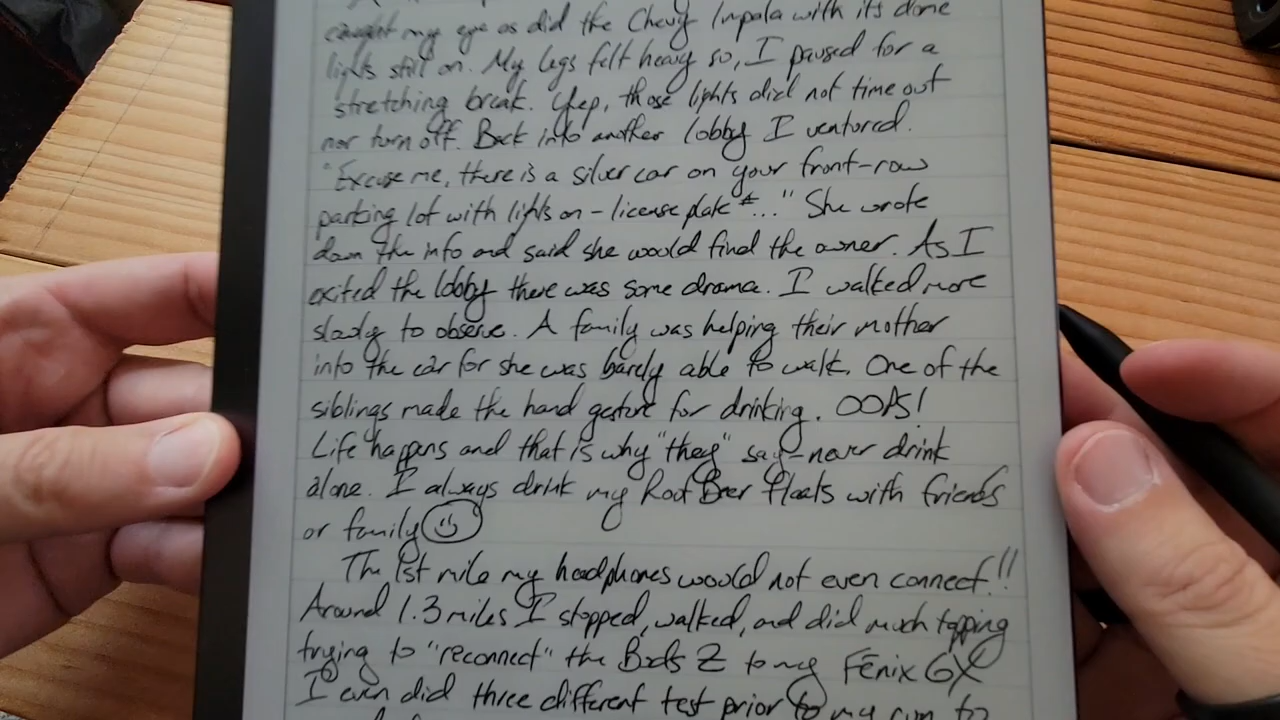 caught my eye as did the Chevy Impala with its dome
lights still on. My legs felt heavy so, I paused for a
stretching break. Yep, those lights did not time out
nor turn off. Back into another lobby I ventured.
"Excuse me, there is a silver car on your front-row
parking lot with lights on - license plate #..." She wrote
down the info and said she would find the owner. As I
exited the lobby there was some drama. I walked more
slowly to observe. A family was helping their mother
into the car for she was barely able to walk. One of the
siblings made the hand gesture for drinking. OOPS!
Life happens and that is why "they" say - never drink
alone. I always drink my Root Beer floats with friends
or family ☺
The 1st mile my headphones would not even connect!!
Around 1.3 miles I stopped, walked, and did much tapping
trying to "reconnect" the Buds Z to my Fēnix 6X
I even did three different test prior to my run to